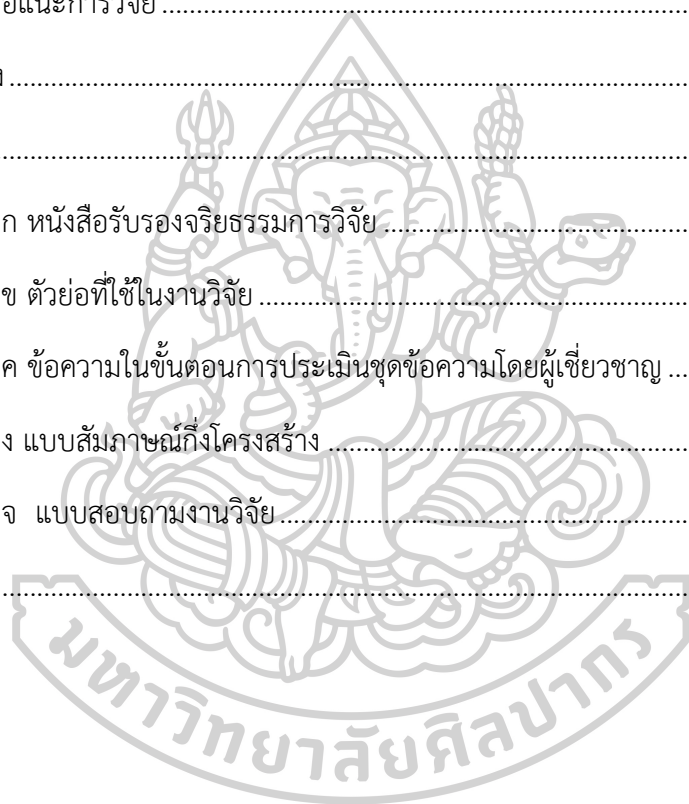 อแนะการวิจัย ........................................................................
ง ........................................................................
........................................................................
ก หนังสือรับรองจริยธรรมการวิจัย ........................................................................
ข ตัวย่อที่ใช้ในงานวิจัย ........................................................................
ค ข้อความในขั้นตอนการประเมินชุดข้อความโดยผู้เชี่ยวชาญ ...
ง แบบสัมภาษณ์กึ่งโครงสร้าง ........................................................................
จ แบบสอบถามงานวิจัย ........................................................................
........................................................................
มหาวิทยาลัยศิลปากร